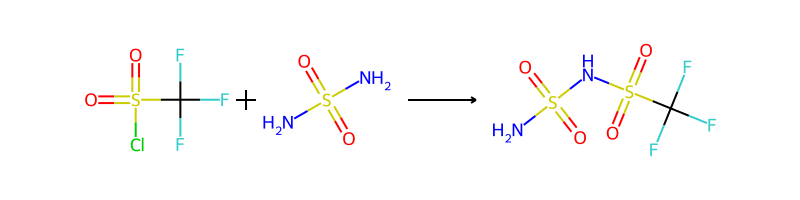 O F
O S F
Cl F
+
O NH₂
S
H₂N O
H O
O N F
S S F
H₂N O O F